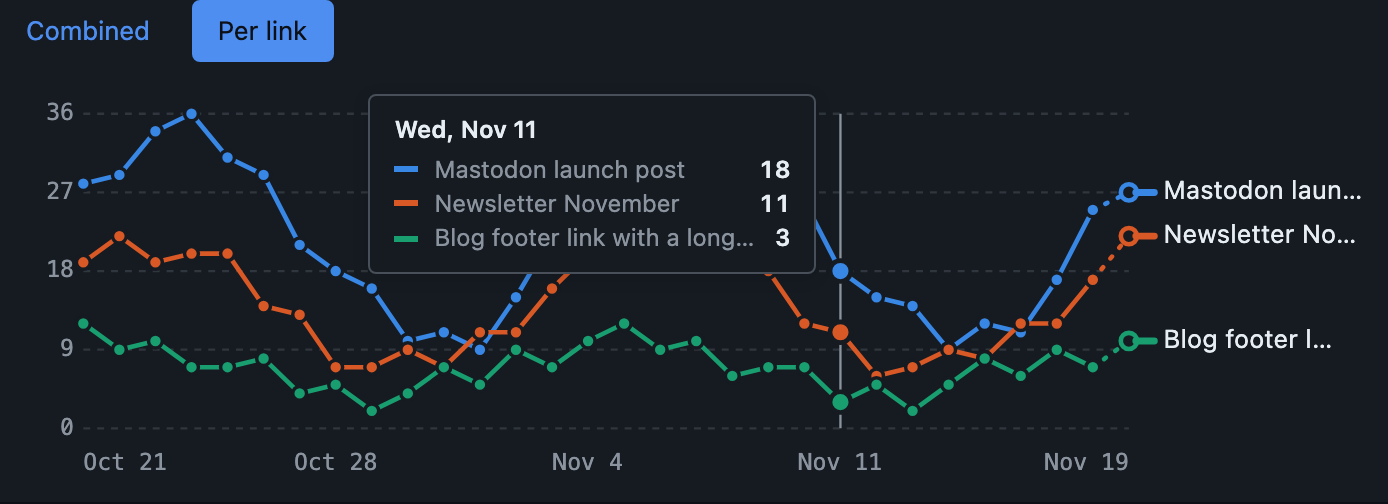 Combined Per link
36
Wed, Nov 11
Mastodon launch post 18
Newsletter November 11
Blog footer link with a long... 3
27
18
9
0
Mastodon laun...
Newsletter No...
Blog footer l...
Oct 21 Oct 28 Nov 4 Nov 11 Nov 19